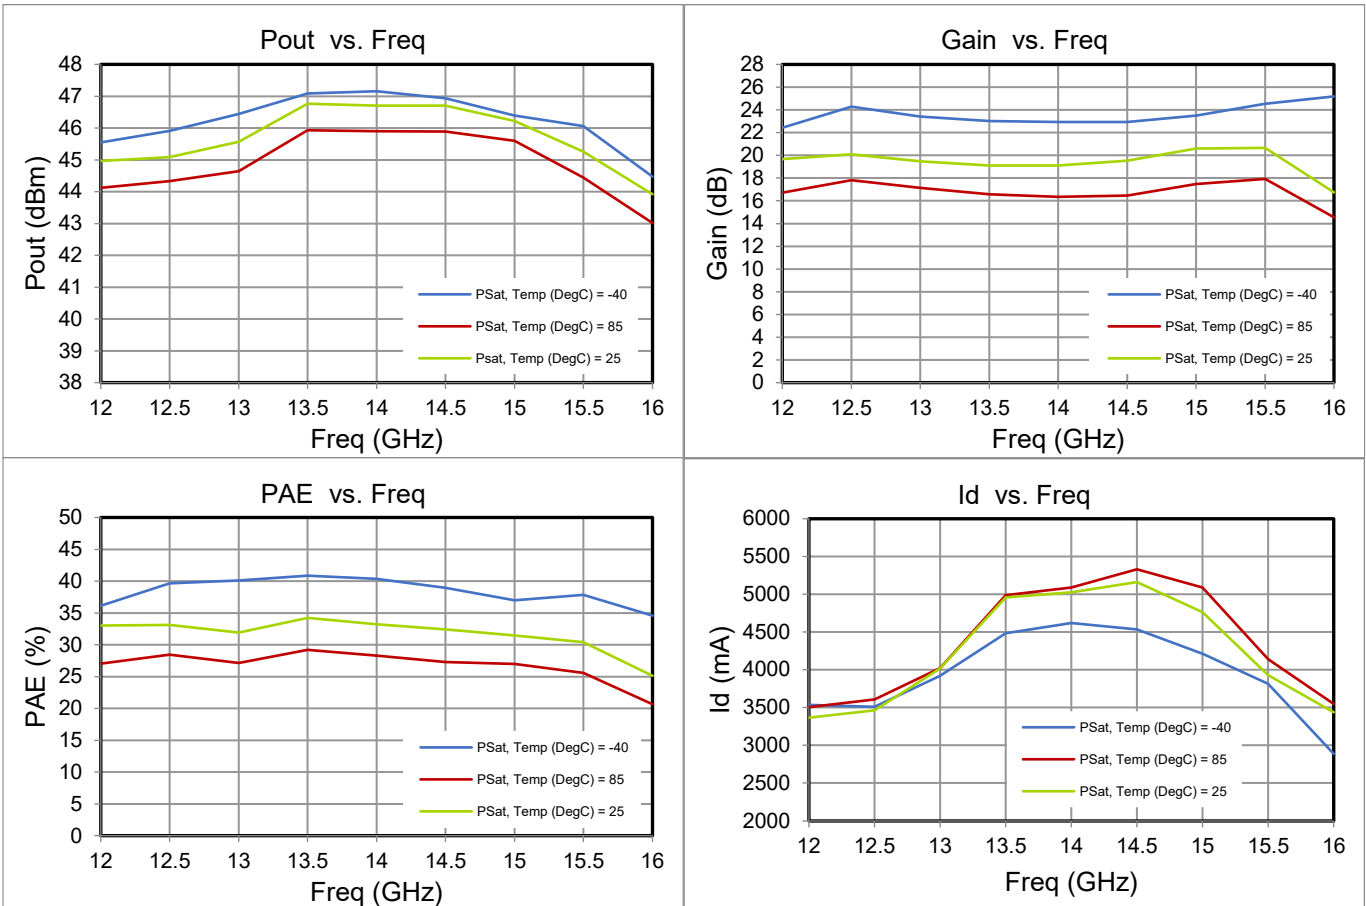 Pout vs. Freq
Pout (dBm)
48
47
46
45
44
43
42
41
40
39
38
PSat, Temp (DegC) = -40
PSat, Temp (DegC) = 85
Psat, Temp (DegC) = 25
12 12.5 13 13.5 14 14.5 15 15.5 16
Freq (GHz)
Gain vs. Freq
Gain (dB)
28
26
24
22
20
18
16
14
12
10
8
6
4
2
0
PSat, Temp (DegC) = -40
PSat, Temp (DegC) = 85
PSat, Temp (DegC) = 25
12 12.5 13 13.5 14 14.5 15 15.5 16
Freq (GHz)
PAE vs. Freq
PAE (%)
50
45
40
35
30
25
20
15
10
5
0
PSat, Temp (DegC) = -40
PSat, Temp (DegC) = 85
PSat, Temp (DegC) = 25
12 12.5 13 13.5 14 14.5 15 15.5 16
Freq (GHz)
Id vs. Freq
Id (mA)
6000
5500
5000
4500
4000
3500
3000
2500
2000
PSat, Temp (DegC) = -40
PSat, Temp (DegC) = 85
PSat, Temp (DegC) = 25
12 12.5 13 13.5 14 14.5 15 15.5 16
Freq (GHz)